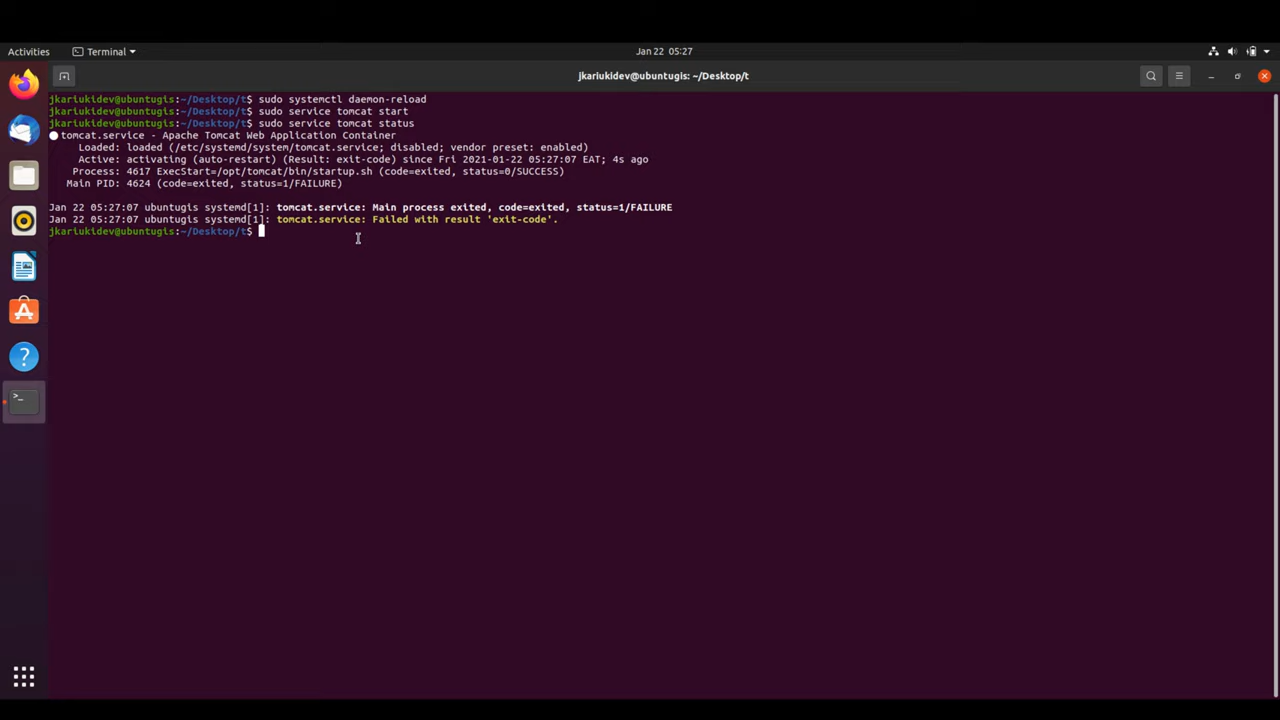 Activities
Terminal
Jan 22 05:27
jkariukidev@ubuntugis: ~/Desktop/t
jkariukidev@ubuntugis:~/Desktop/t$ sudo systemctl daemon-reload
jkariukidev@ubuntugis:~/Desktop/t$ sudo service tomcat start
jkariukidev@ubuntugis:~/Desktop/t$ sudo service tomcat status
tomcat.service - Apache Tomcat Web Application Container
Loaded: loaded (/etc/systemd/system/tomcat.service; disabled; vendor preset: enabled)
Active: activating (auto-restart) (Result: exit-code) since Fri 2021-01-22 05:27:07 EAT; 4s ago
Process: 4617 ExecStart=/opt/tomcat/bin/startup.sh (code=exited, status=0/SUCCESS)
Main PID: 4624 (code=exited, status=1/FAILURE)
Jan 22 05:27:07 ubuntugis systemd[1]: tomcat.service: Main process exited, code=exited, status=1/FAILURE
Jan 22 05:27:07 ubuntugis systemd[1]: tomcat.service: Failed with result 'exit-code'.
jkariukidev@ubuntugis:~/Desktop/t$